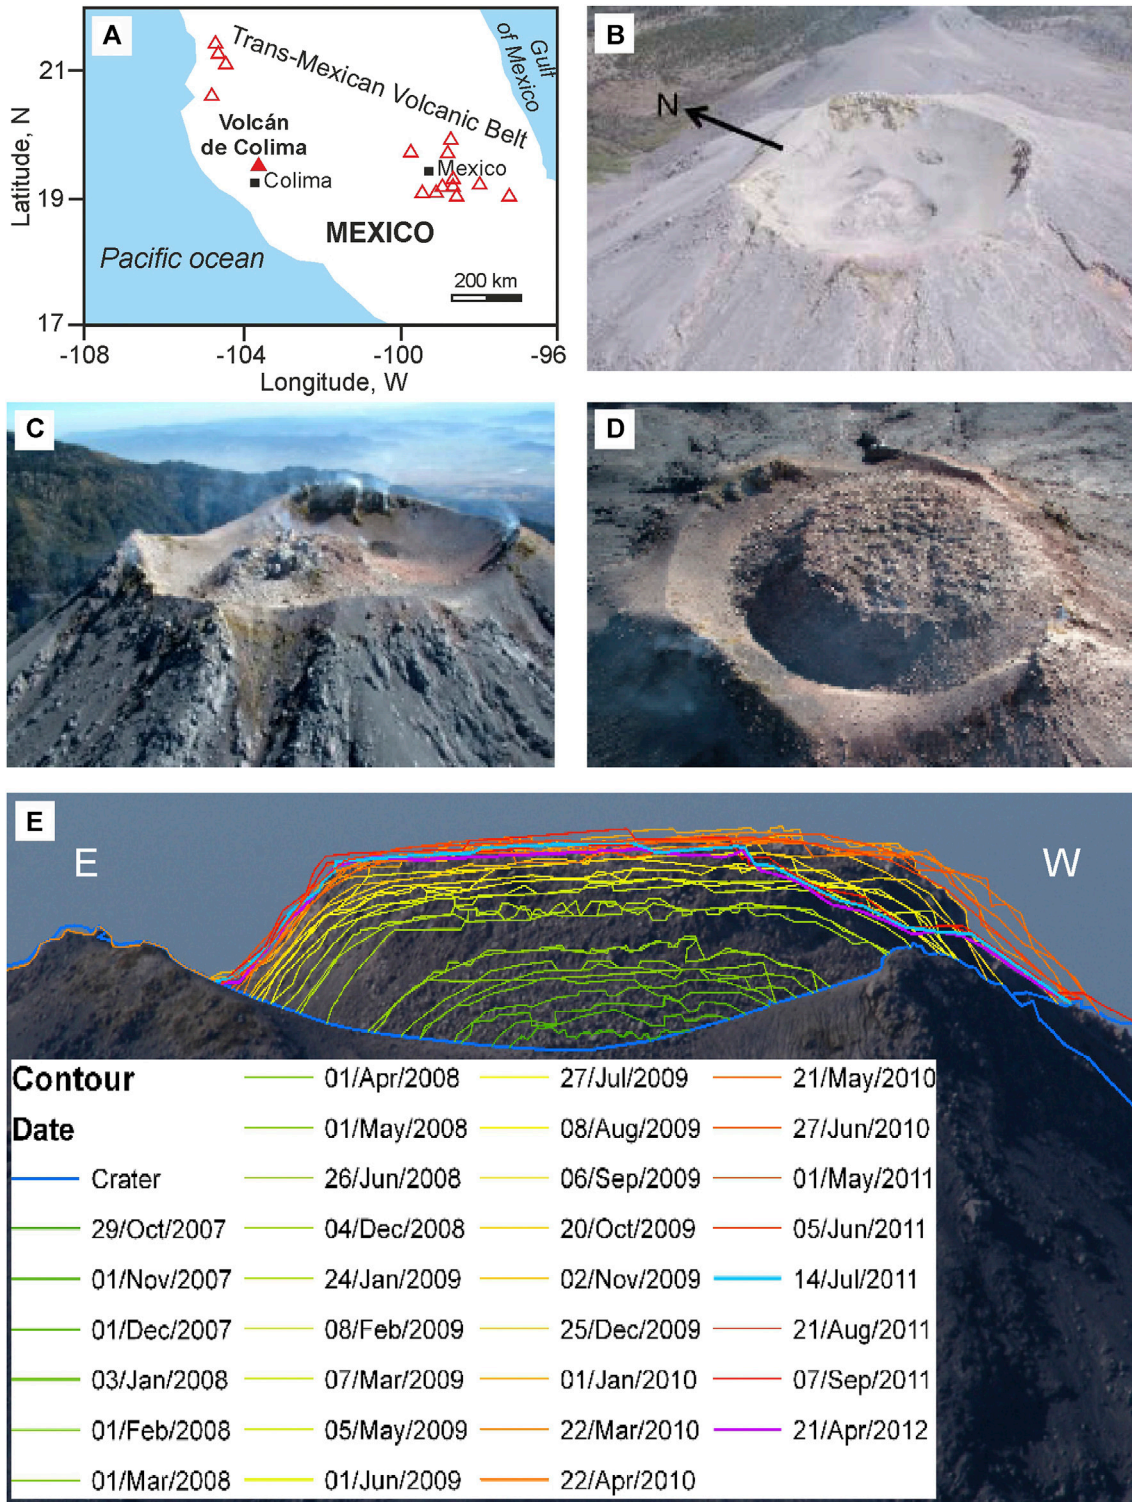 A
Trans-Mexican Volcanic Belt
Gulf
of Mexico
21
Volcán
de Colima
Mexico
Colima
19
MEXICO
Pacific ocean
200 km
17
-108
-104
-100
-96
Latitude, N
Longitude, W
B
N
C
D
E
E
W
Contour
Date
Crater
29/Oct/2007
01/Nov/2007
01/Dec/2007
03/Jan/2008
01/Feb/2008
01/Mar/2008
01/Apr/2008
01/May/2008
26/Jun/2008
04/Dec/2008
24/Jan/2009
08/Feb/2009
07/Mar/2009
05/May/2009
01/Jun/2009
27/Jul/2009
08/Aug/2009
06/Sep/2009
20/Oct/2009
02/Nov/2009
25/Dec/2009
01/Jan/2010
22/Mar/2010
22/Apr/2010
21/May/2010
27/Jun/2010
01/May/2011
05/Jun/2011
14/Jul/2011
21/Aug/2011
07/Sep/2011
21/Apr/2012